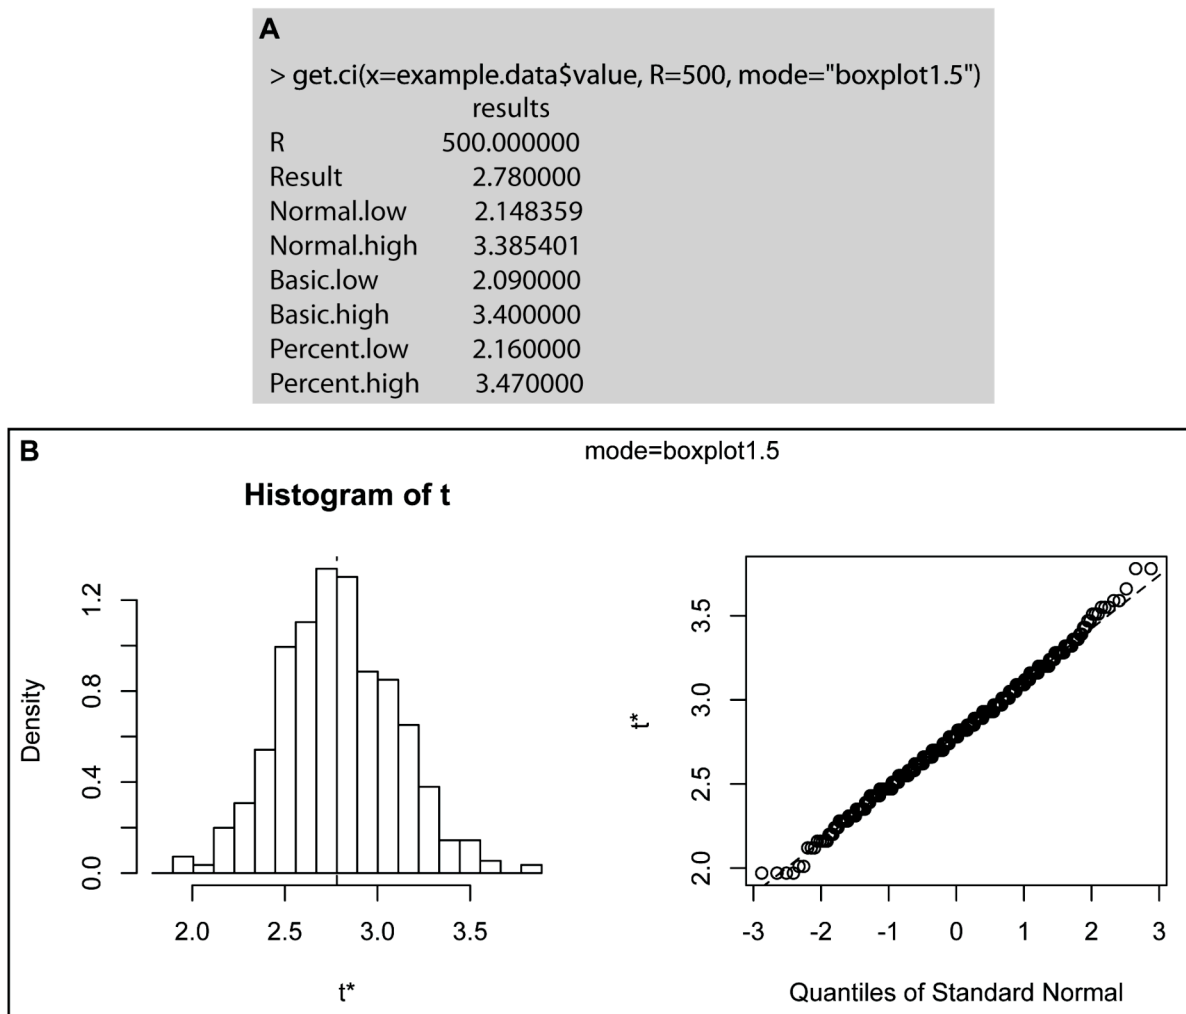 A
> get.ci(x=example.data$value, R=500, mode="boxplot1.5")
results
R 500.000000
Result 2.780000
Normal.low 2.148359
Normal.high 3.385401
Basic.low 2.090000
Basic.high 3.400000
Percent.low 2.160000
Percent.high 3.470000
B
mode=boxplot1.5
Histogram of t
Density
0.0 0.4 0.8 1.2
2.0 2.5 3.0 3.5
t*
t*
2.0 2.5 3.0 3.5
-3 -2 -1 0 1 2 3
Quantiles of Standard Normal